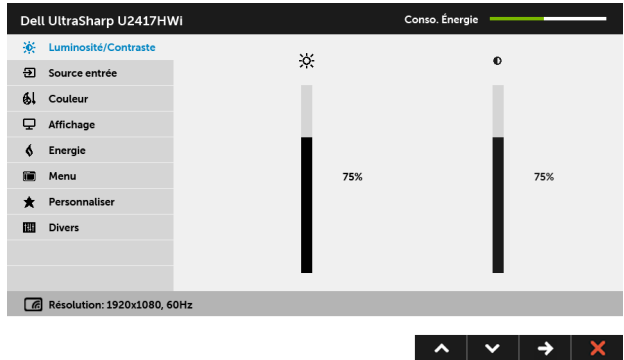 Dell UltraSharp U2417HWi
Conso. Énergie
Luminosité/Contraste
Source entrée
Couleur
Affichage
Energie
Menu
Personnaliser
Divers
75%
75%
Résolution: 1920x1080, 60Hz